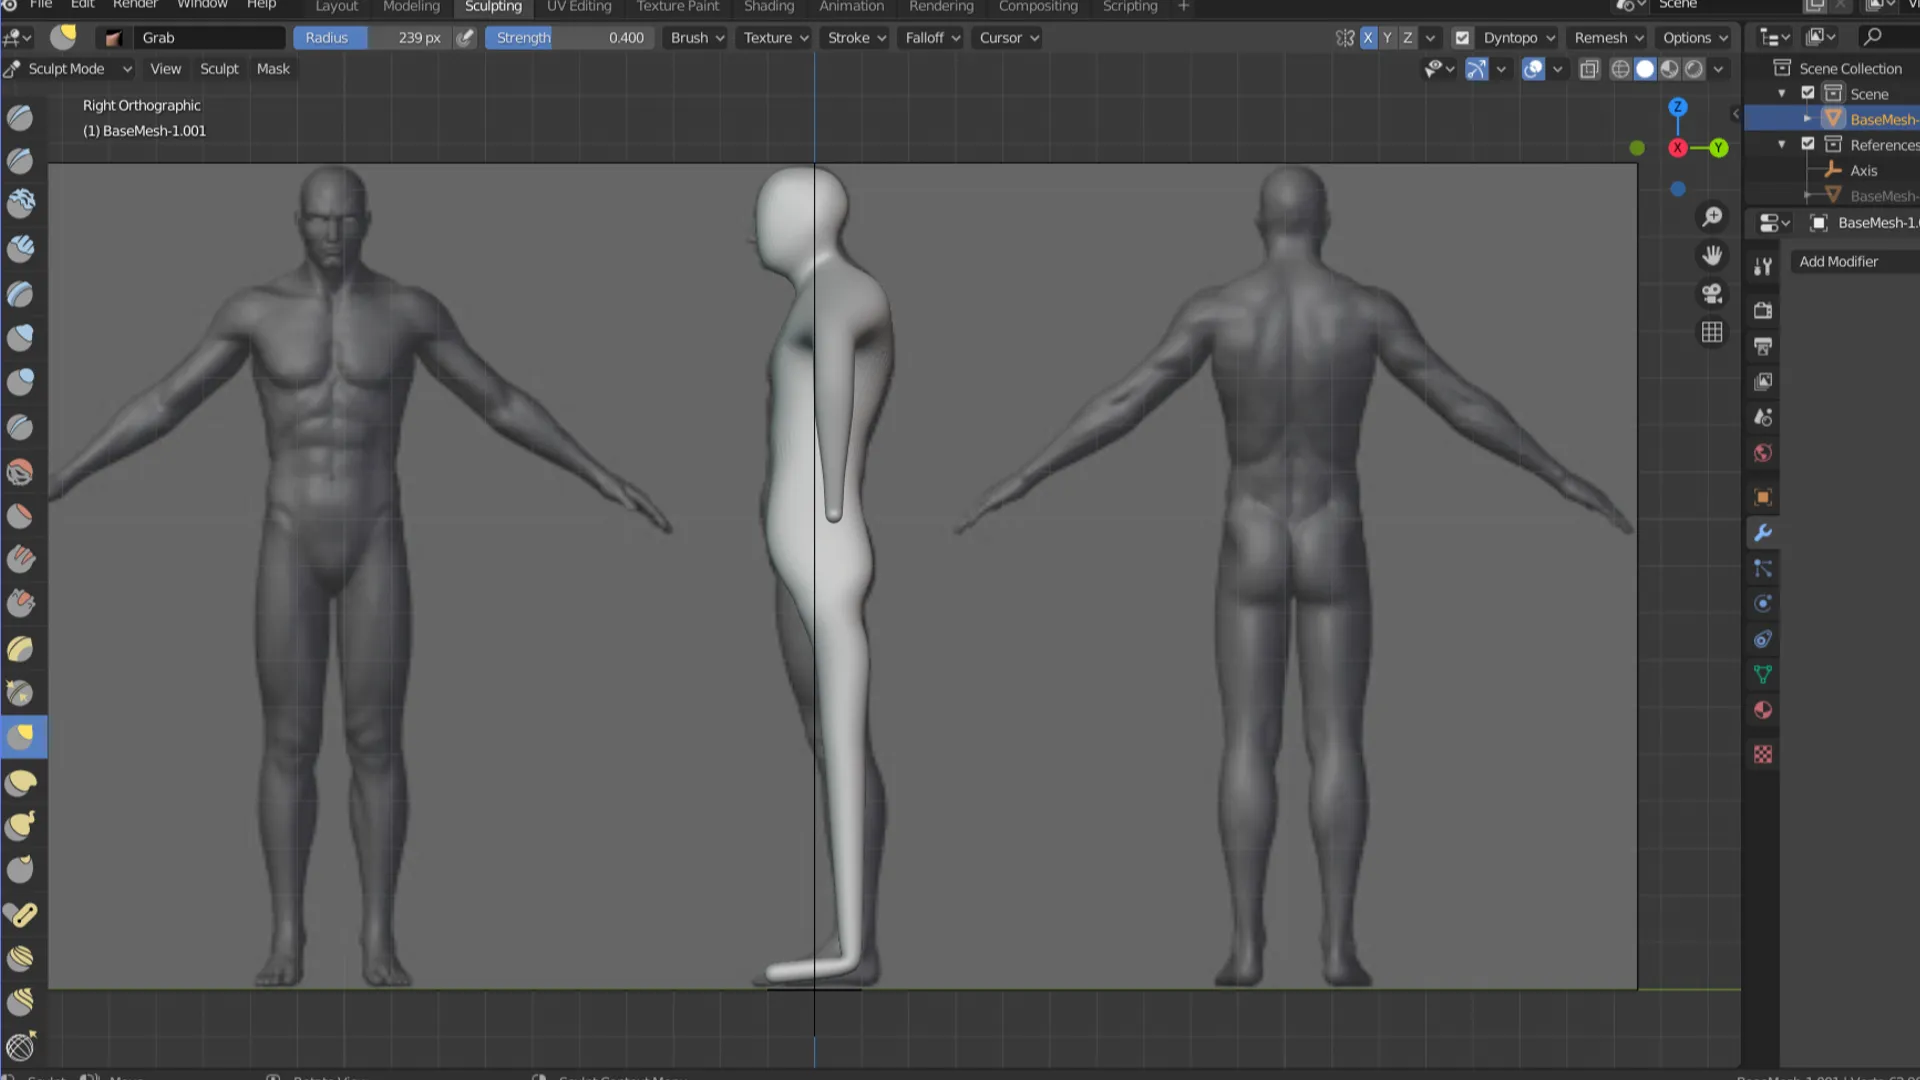 File Edit Render Window Help Layout Modeling Sculpting UV Editing Texture Paint Shading Animation Rendering Compositing Scripting + Scene
Grab Radius 239 px Strength 0.400 Brush Texture Stroke Falloff Cursor X Y Z Dyntopo Remesh Options
Sculpt Mode View Sculpt Mask
Scene Collection
Scene
BaseMesh-
References
Axis
BaseMesh-
Right Orthographic
(1) BaseMesh-1.001
Z
X
Y
BaseMesh-1.0
Add Modifier